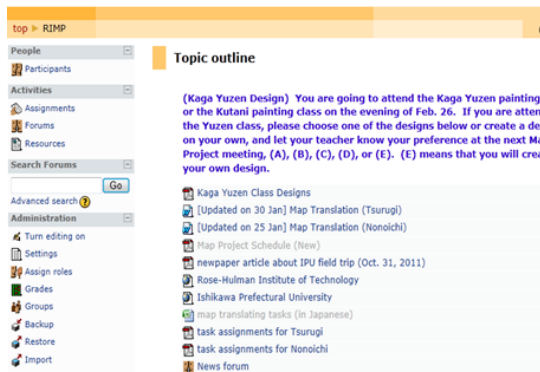 top ► RIMP
People
Participants
Activities
Assignments
Forums
Resources
Search Forums
Go
Advanced search ?
Administration
Turn editing on
Settings
Assign roles
Grades
Groups
Backup
Restore
Import
Topic outline
(Kaga Yuzen Design) You are going to attend the Kaga Yuzen painting
or the Kutani painting class on the evening of Feb. 26. If you are atten
the Yuzen class, please choose one of the designs below or create a de
on your own, and let your teacher know your preference at the next Ma
Project meeting, (A), (B), (C), (D), or (E). (E) means that you will crea
your own design.
Kaga Yuzen Class Designs
[Updated on 30 Jan] Map Translation (Tsurugi)
[Updated on 25 Jan] Map Translation (Nonoichi)
Map Project Schedule (New)
newpaper article about IPU field trip (Oct. 31, 2011)
Rose-Hulman Institute of Technology
Ishikawa Prefectural University
map translating tasks (in Japanese)
task assignments for Tsurugi
task assignments for Nonoichi
News forum